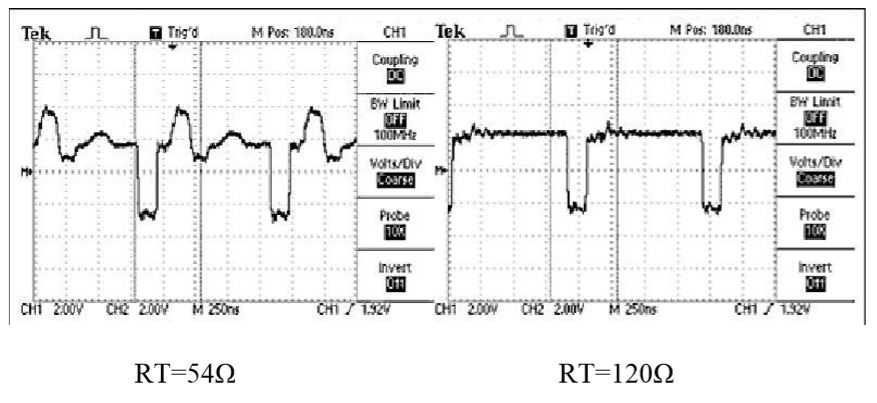 Tek T Trig'd M Pos: 180.0ns CH1
Coupling
DC
BW Limit
OFF
100MHz
Volts/Div
Coarse
Probe
10X
Invert
Off
CH1 2.00V CH2 2.00V M 250ns CH1 / 1.92V
Tek T Trig'd M Pos: 180.0ns CH1
Coupling
DC
BW Limit
OFF
100MHz
Volts/Div
Coarse
Probe
10X
Invert
Off
CH1 2.00V CH2 2.00V M 250ns CH1 / 1.92V
RT=54Ω
RT=120Ω